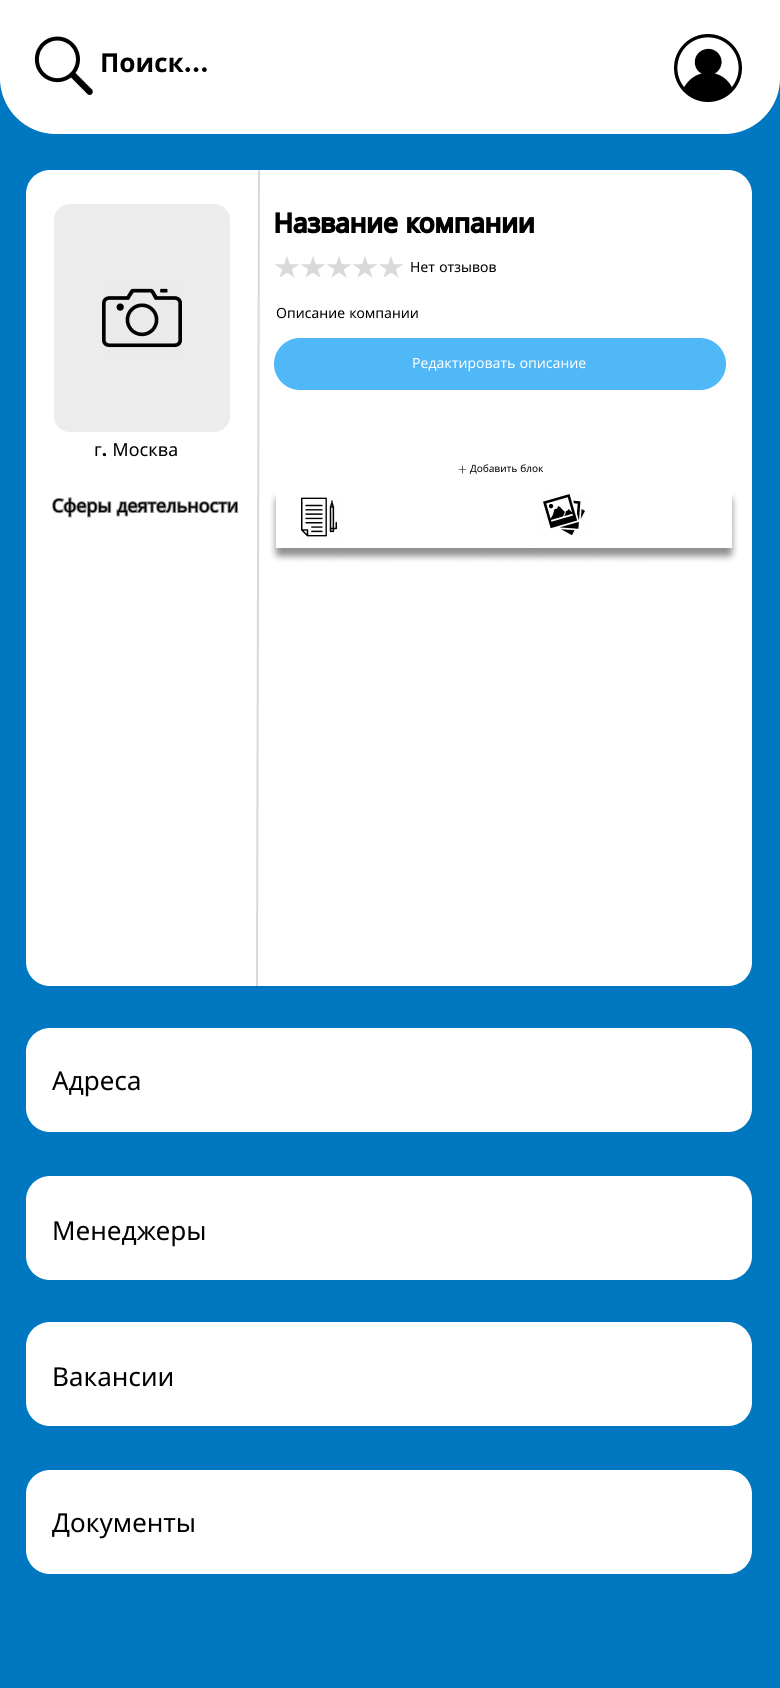 Поиск...
Название компании
Нет отзывов
Описание компании
Редактировать описание
г. Москва
+ Добавить блок
Сферы деятельности
Адреса
Менеджеры
Вакансии
Документы